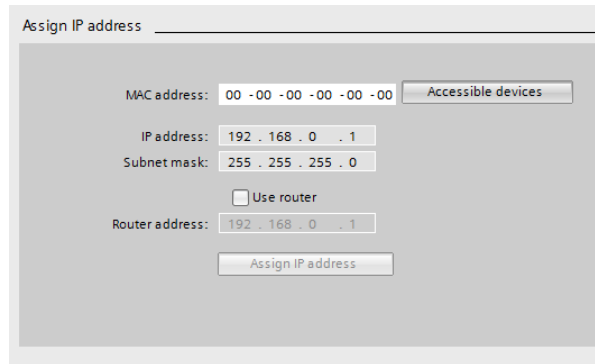 Assign IP address
MAC address: 00 -00 -00 -00 -00 -00 Accessible devices
IP address: 192 . 168 . 0 . 1
Subnet mask: 255 . 255 . 255 . 0
Use router
Router address: 192 . 168 . 0 . 1
Assign IP address